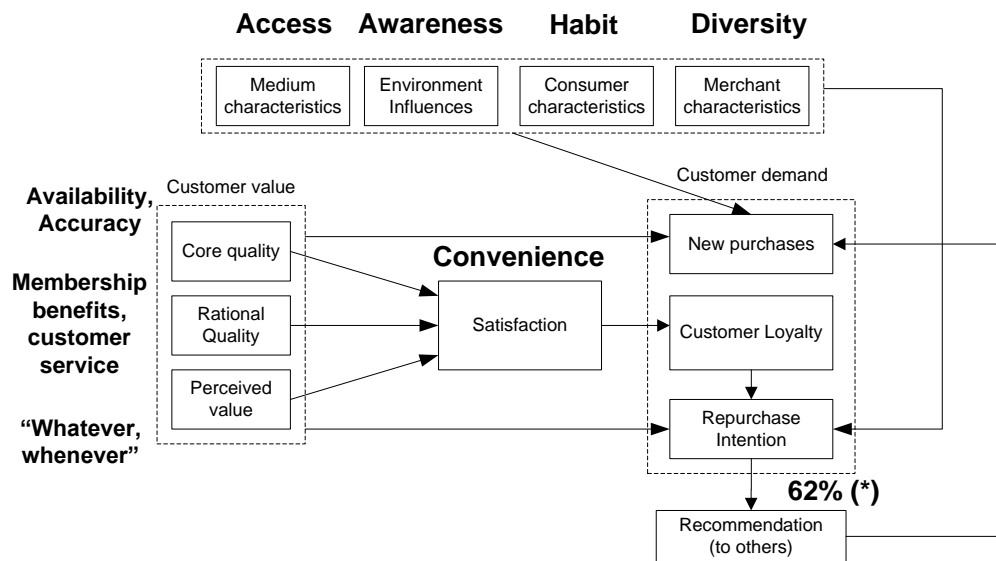 Access
Awareness
Habit
Diversity
Medium
characteristics
Environment
Influences
Consumer
characteristics
Merchant
characteristics
Availability,
Accuracy
Customer value
Customer demand
Core quality
New purchases
Convenience
Membership
benefits,
customer
service
Rational
Quality
Satisfaction
Customer Loyalty
Perceived
value
“Whatever,
whenever”
Repurchase
Intention
62% (*)
Recommendation
(to others)